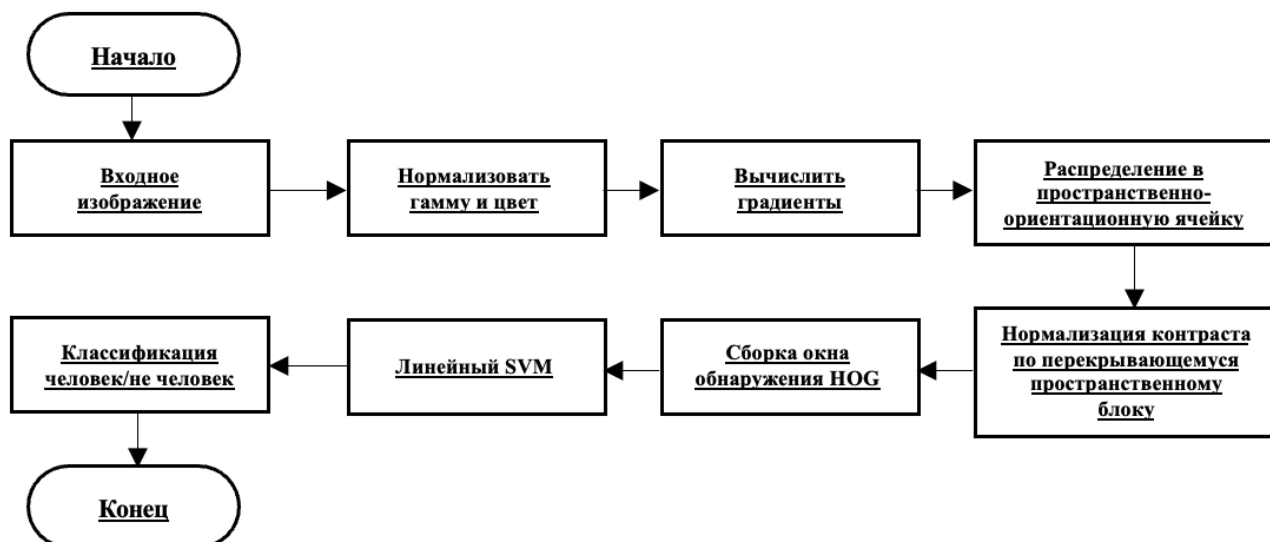 Начало
Входное
изображение
Нормализовать
гамму и цвет
Вычислить
градиенты
Распределение в
пространственно-
ориентационную ячейку
Нормализация контраста
по перекрывающемуся
пространственному
блоку
Сборка окна
обнаружения HOG
Линейный SVM
Классификация
человек/не человек
Конец